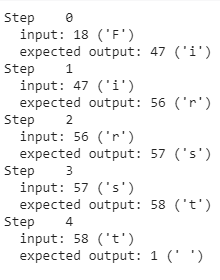 Step    0
  input: 18 ('F')
  expected output: 47 ('i')
Step    1
  input: 47 ('i')
  expected output: 56 ('r')
Step    2
  input: 56 ('r')
  expected output: 57 ('s')
Step    3
  input: 57 ('s')
  expected output: 58 ('t')
Step    4
  input: 58 ('t')
  expected output: 1 (' ')